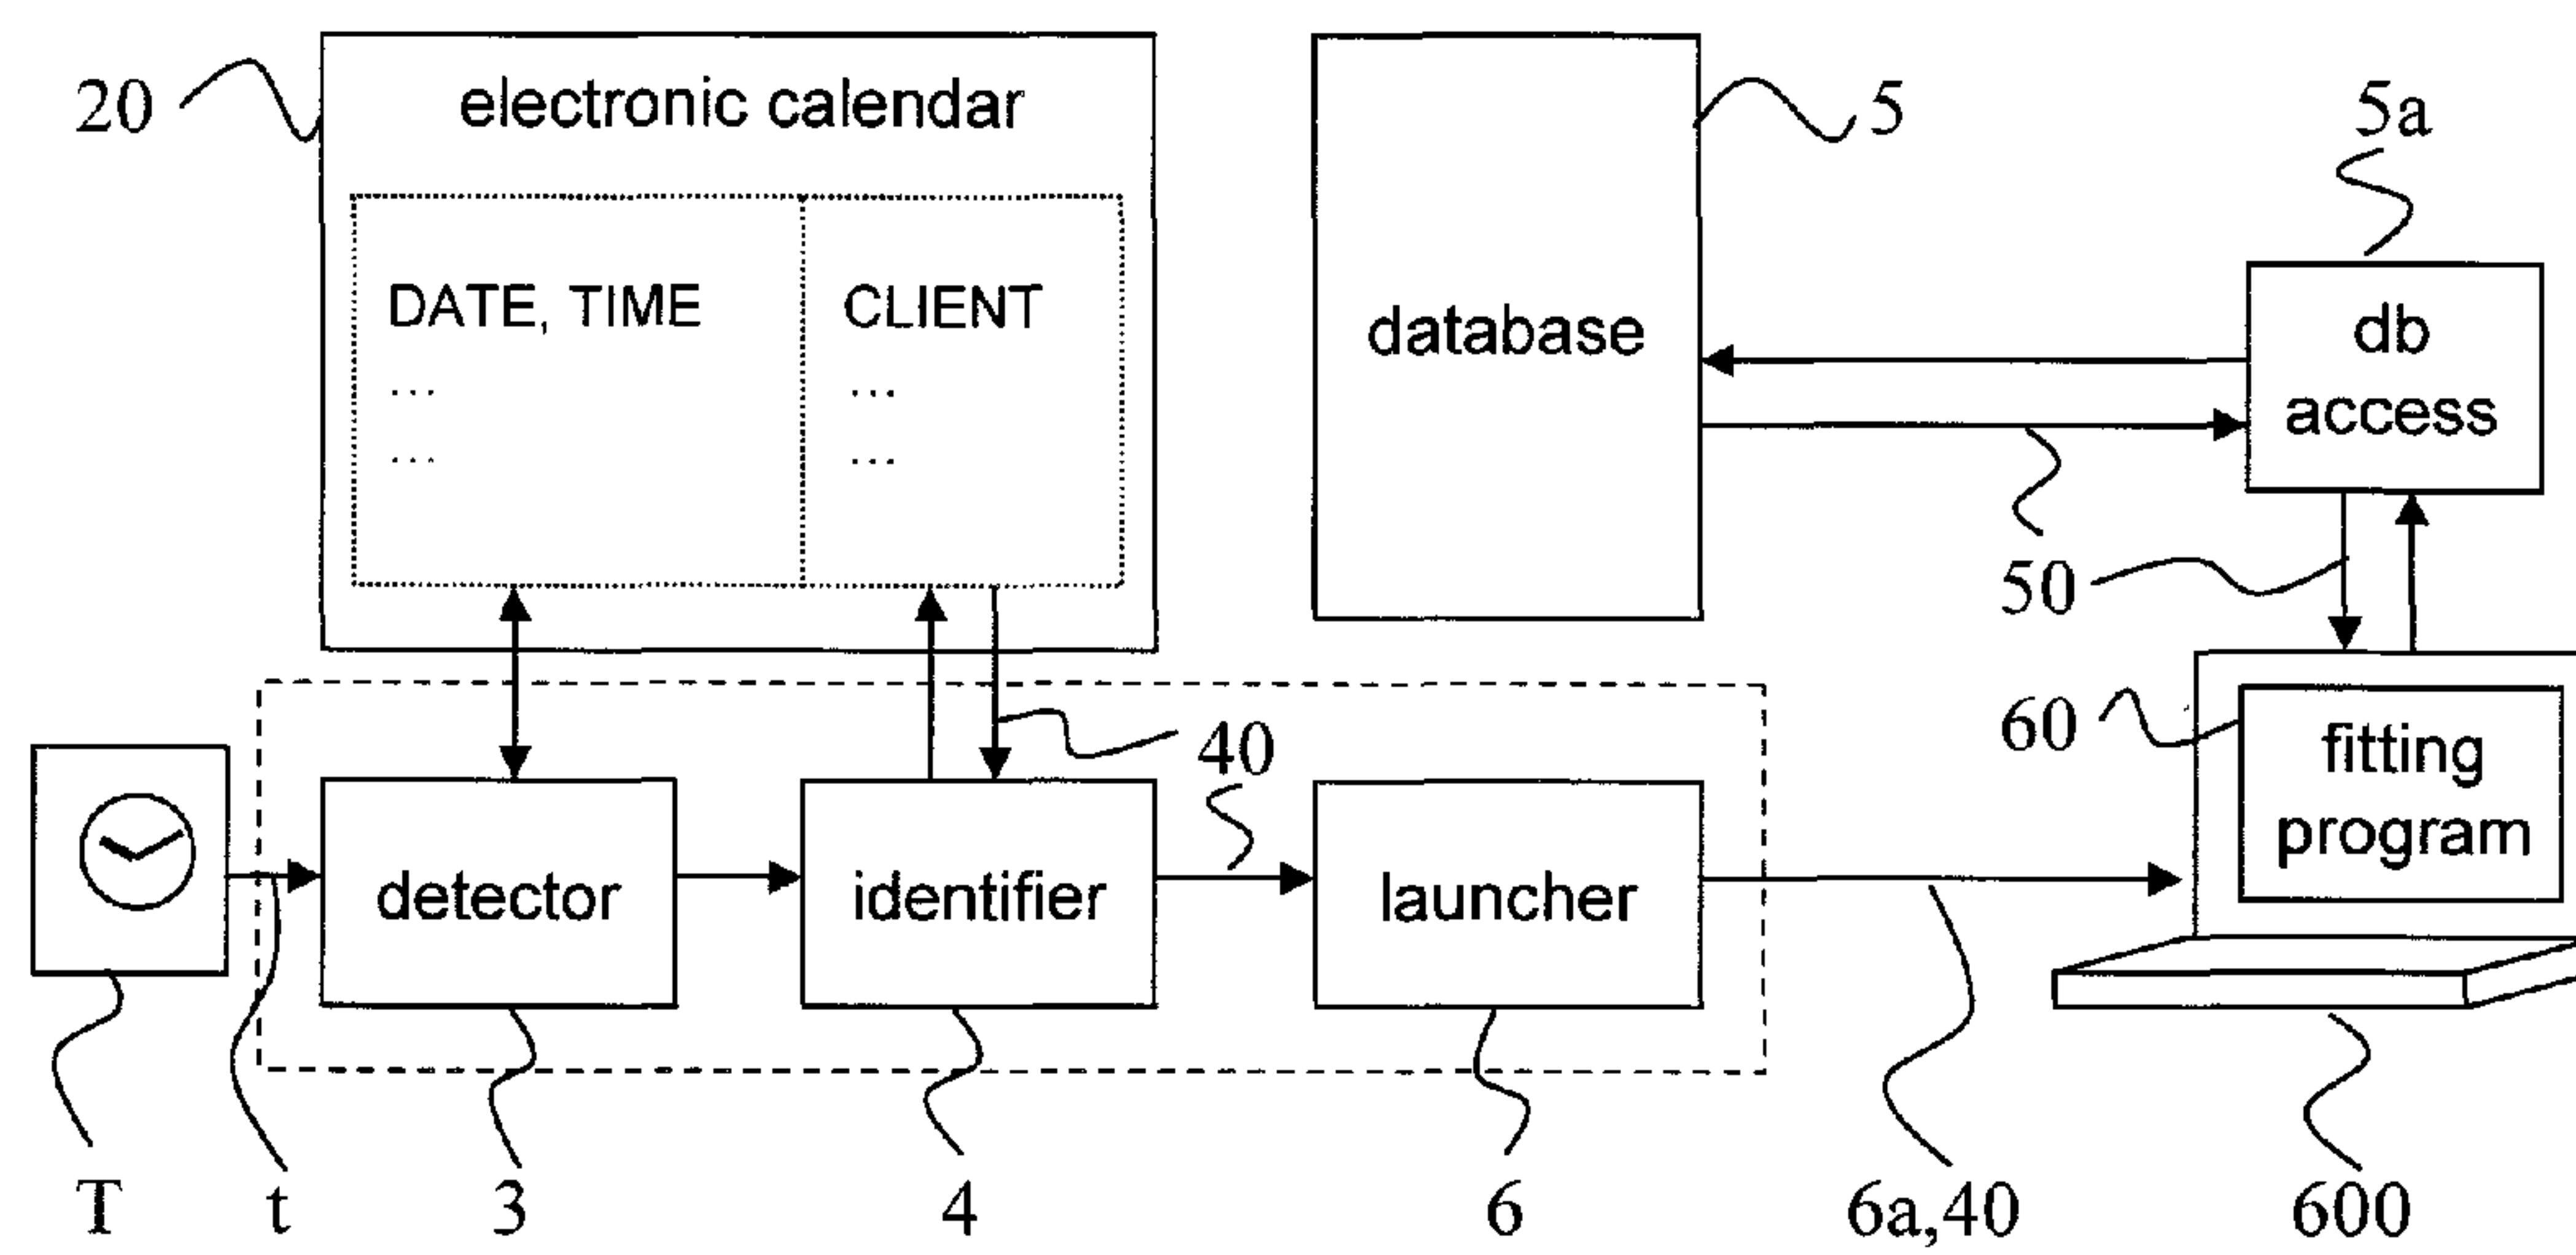 20
electronic calendar
5
5a
DATE, TIME
CLIENT
...
...
...
...
database
db
access
50
40
60
fitting
program
detector
identifier
launcher
T
t
3
4
6
6a,40
600